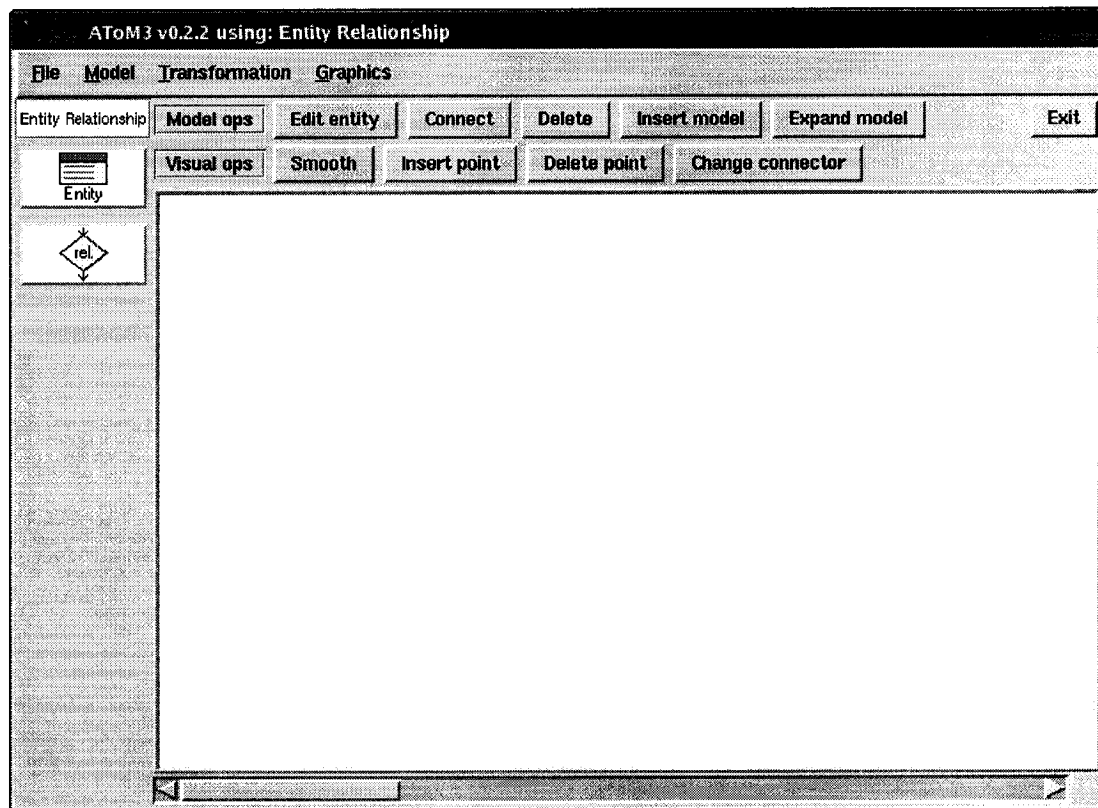 AToM3 v0.2.2 using: Entity Relationship
File Model Transformation Graphics
Entity Relationship Model ops Edit entity Connect Delete Insert model Expand model Exit
Visual ops Smooth Insert point Delete point Change connector
Entity
rel.